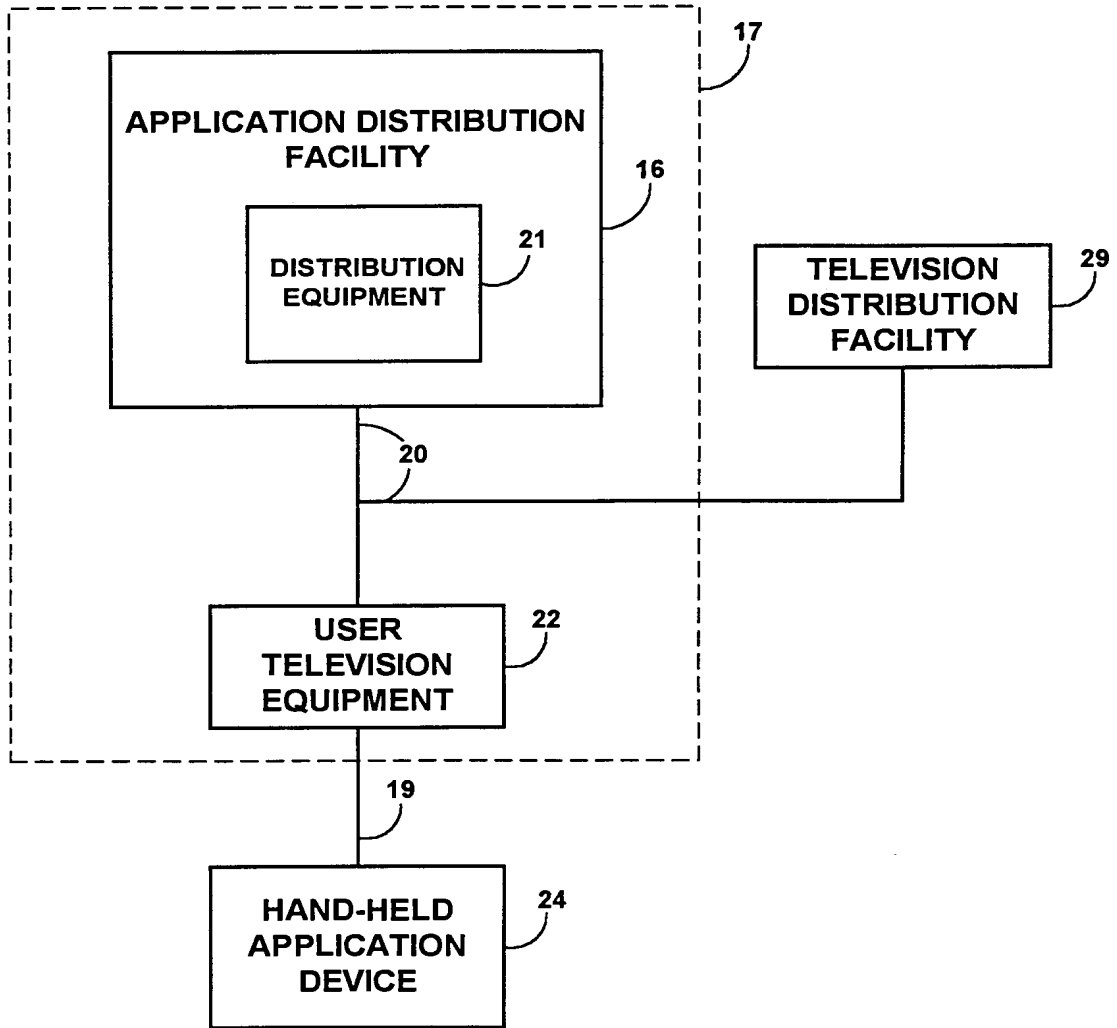 17
APPLICATION DISTRIBUTION
FACILITY
16
DISTRIBUTION
EQUIPMENT
21
TELEVISION
DISTRIBUTION
FACILITY
29
20
USER
TELEVISION
EQUIPMENT
22
19
HAND-HELD
APPLICATION
DEVICE
24